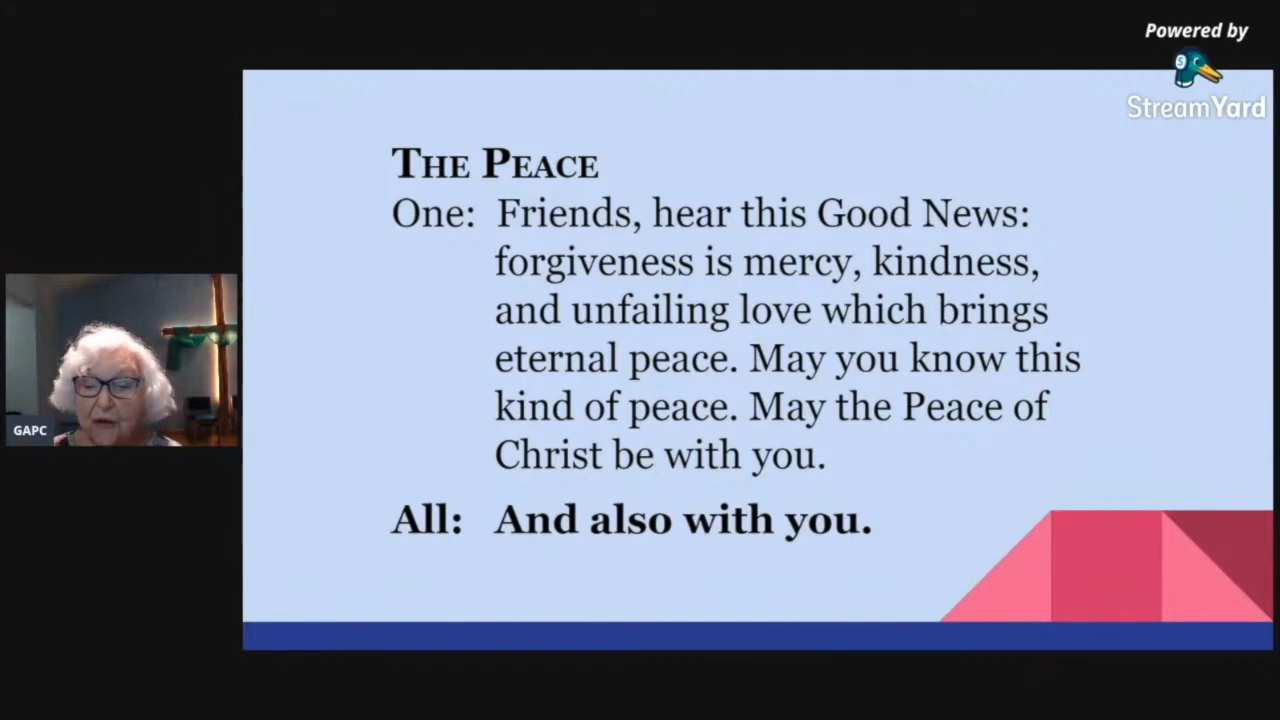 Powered by
StreamYard
THE PEACE
One: Friends, hear this Good News:
forgiveness is mercy, kindness,
and unfailing love which brings
eternal peace. May you know this
kind of peace. May the Peace of
Christ be with you.
All: And also with you.
GAPC